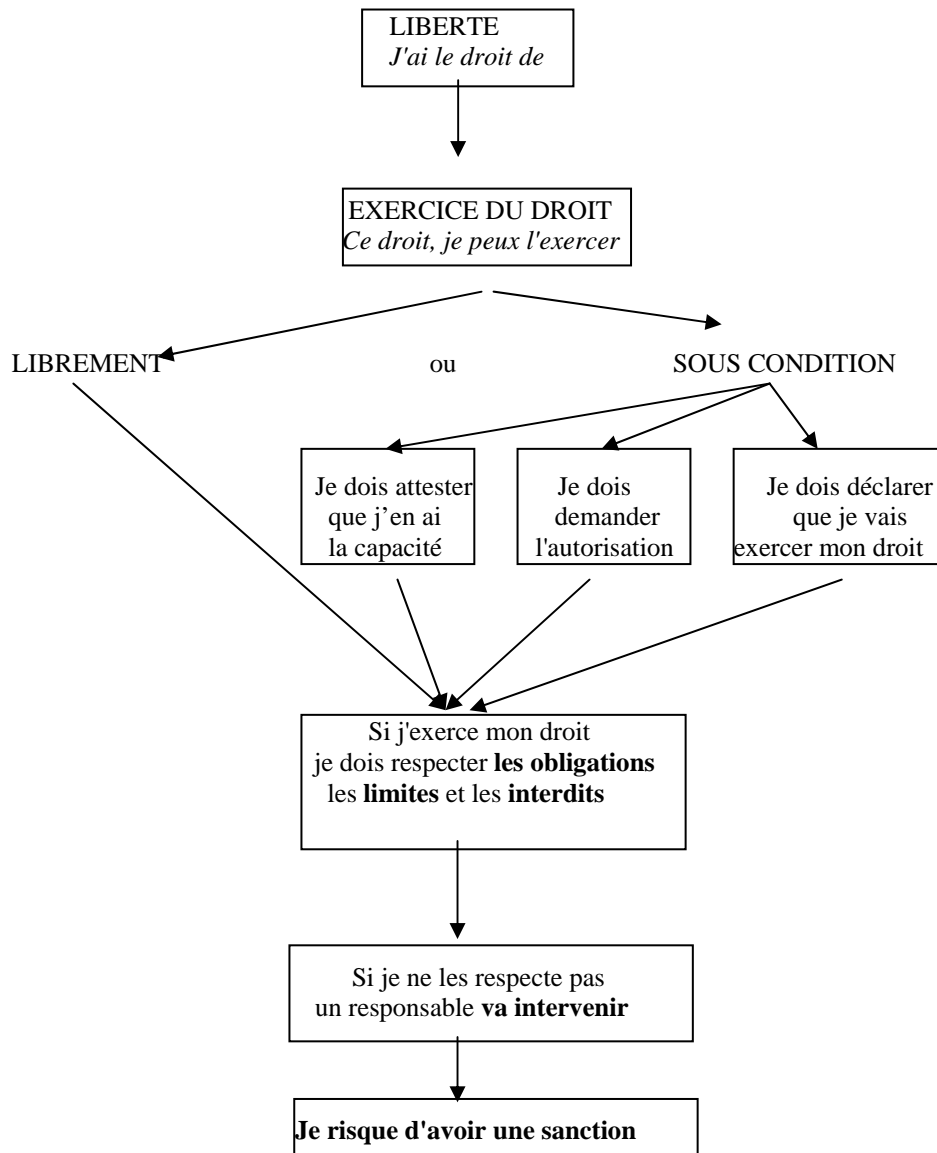 LIBERTE
J'ai le droit de
EXERCICE DU DROIT
Ce droit, je peux l'exercer
LIBREMENT ou SOUS CONDITION
Je dois attester
que j’en ai
la capacité
Je dois
demander
l'autorisation
Je dois déclarer
que je vais
exercer mon droit
Si j'exerce mon droit
je dois respecter les obligations
les limites et les interdits
Si je ne les respecte pas
un responsable va intervenir
Je risque d'avoir une sanction